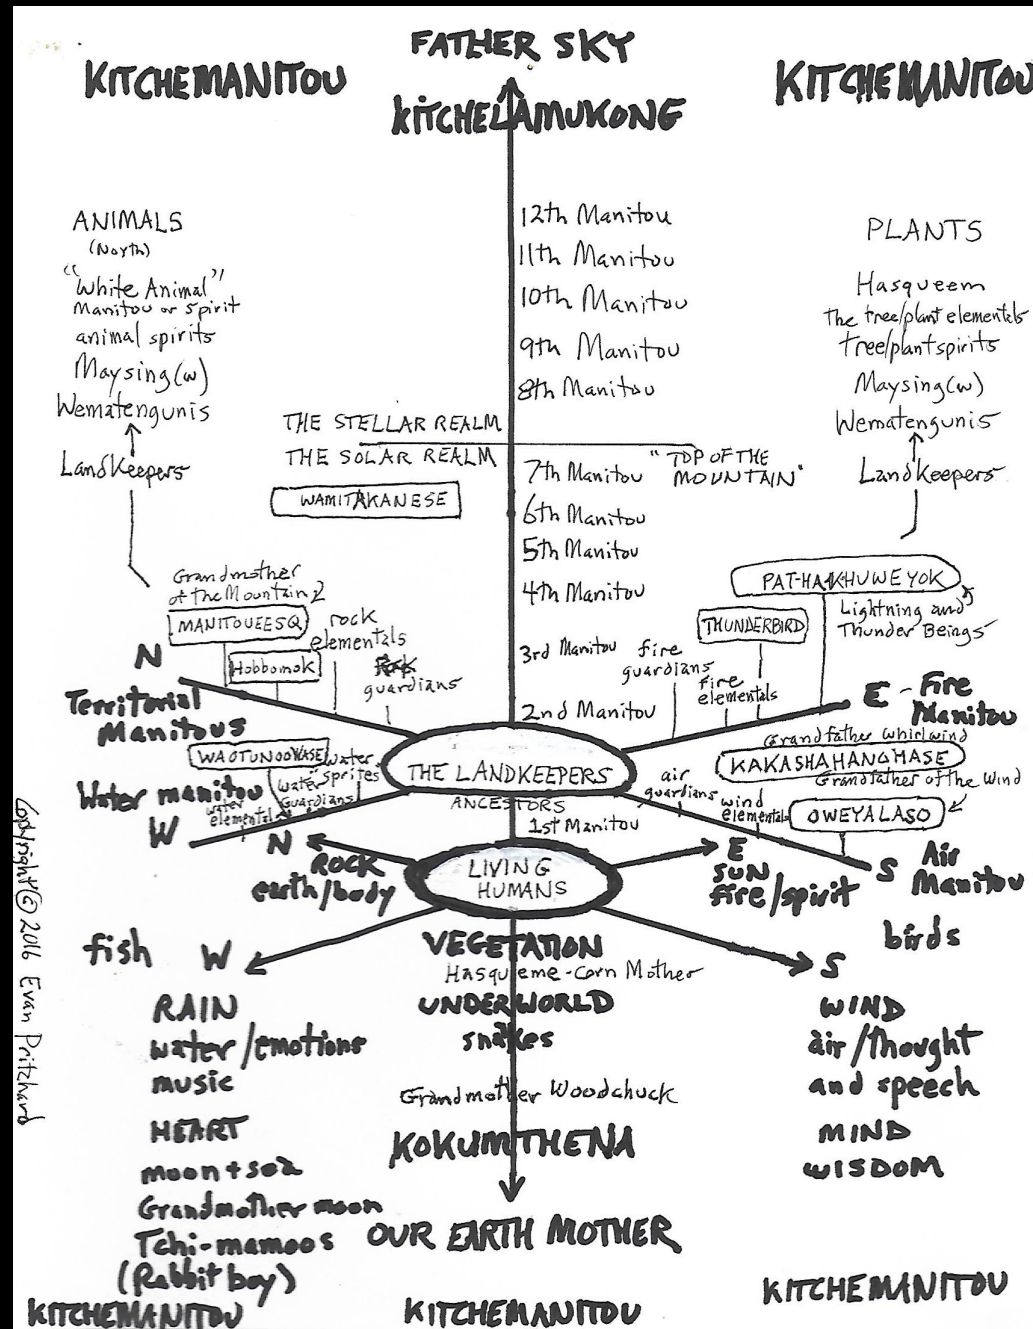 FATHER SKY
KITCHEMANITOU
KITCHEMANITOU
KITCHELAMUKONG
ANIMALS
(North)
"White Animal"
Manitou or spirit
animal spirits
Maysing(w)
Wematengunis
Landkeepers
12th Manitou
11th Manitou
10th Manitou
9th Manitou
8th Manitou
THE STELLAR REALM
THE SOLAR REALM
WAMITAKANESE
"TOP OF THE
MOUNTAIN"
7th Manitou
6th Manitou
5th Manitou
4th Manitou
3rd Manitou
2nd Manitou
PLANTS
Hasqueem
The tree/plant elementals
tree/plant spirits
Maysing(w)
Wematengunis
Landkeepers
Grandmother
of the Mountain
MANITOUEESQ
Hobbomok
rock
elementals
guardians
N
Territorial
Manitous
PAT-HAKHUWEYOK
Lightning and
Thunder Beings
THUNDERBIRD
fire
guardians
fire
elementals
E - Fire
Manitou
THE LANDKEEPERS
ANCESTORS
1st Manitou
WAOTUNOOWASE
water
sprites
water
guardians
water
elementals
Water manitou
W
Grandfather whirlwind
KAKASHAHANGHASE
Grandfather of the Wind
OWEYALASO
air
guardians
wind
elementals
S Air
Manitou
birds
LIVING
HUMANS
N
ROCK
earth/body
E
SUN
fire/spirit
fish W
RAIN
water/emotions
music
HEART
moon + sea
Grandmother moon
Tchi-mamoos
(Rabbit boy)
VEGETATION
Hasqueme-Corn Mother
UNDERWORLD
snakes
Grandmother Woodchuck
KOKUMTHENA
OUR EARTH MOTHER
S
WIND
air/thought
and speech
MIND
WISDOM
KITCHEMANITOU
KITCHEMANITOU
KITCHEMANITOU
Copyright © 2016 Evan Pritchard